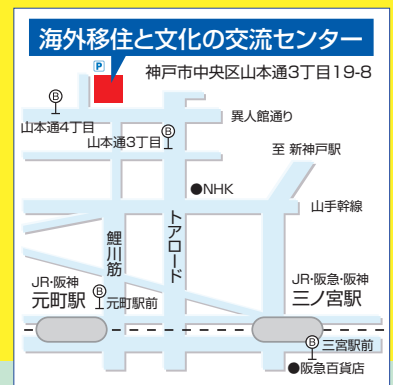 海外移住と文化の交流センター
P
神戸市中央区山本通3丁目19-8
B
山本通4丁目
B
山本通3丁目
異人館通り
至 新神戸駅
●NHK
山手幹線
鯉川筋
トアロード
JR・阪神
元町駅
B
元町駅前
JR・阪急・阪神
三ノ宮駅
B
三宮駅前
●阪急百貨店